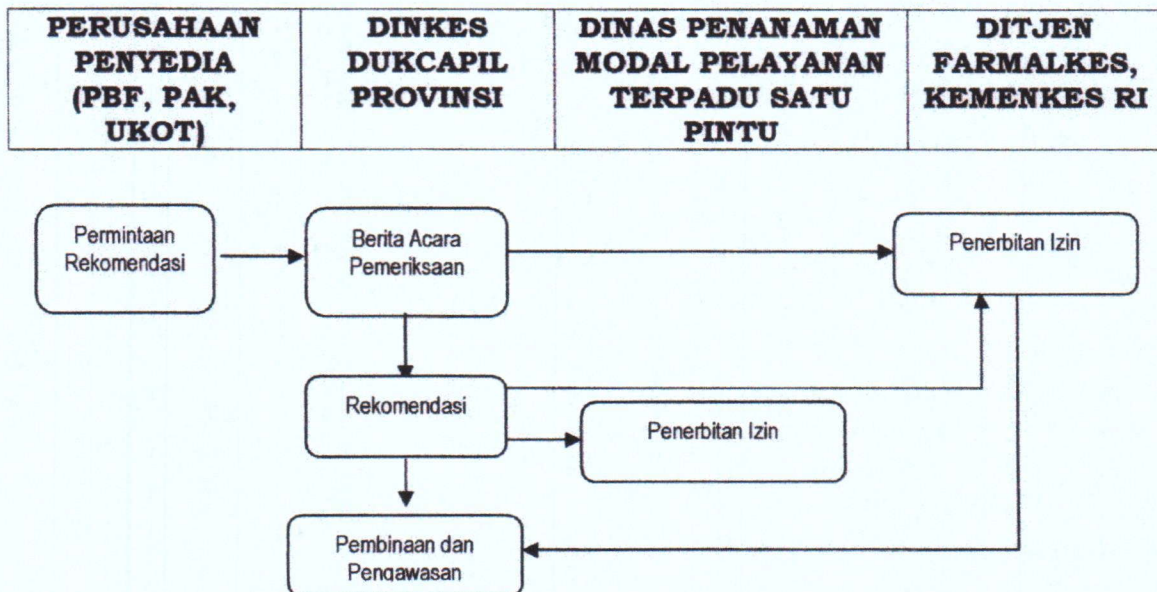 PERUSAHAAN
PENYEDIA
(PBF, PAK,
UKOT)
DINKES
DUKCAPIL
PROVINSI
DINAS PENANAMAN
MODAL PELAYANAN
TERPADU SATU
PINTU
DITJEN
FARMALKES,
KEMENKES RI
Permintaan
Rekomendasi
Berita Acara
Pemeriksaan
Penerbitan Izin
Rekomendasi
Penerbitan Izin
Pembinaan dan
Pengawasan